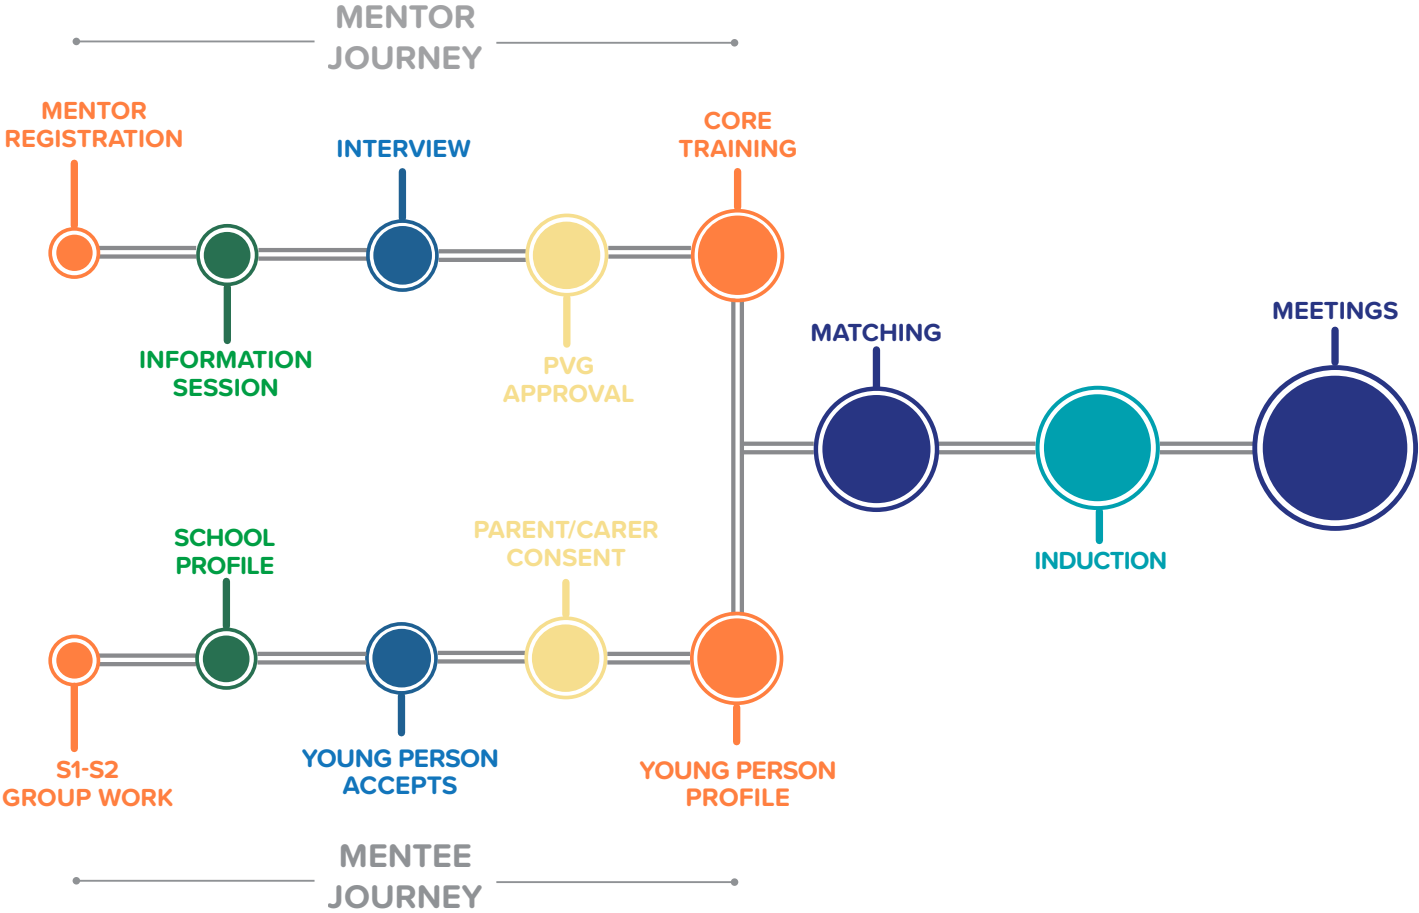 MENTOR
JOURNEY
MENTOR
REGISTRATION
INTERVIEW
CORE
TRAINING
INFORMATION
SESSION
PVG
APPROVAL
MATCHING
MEETINGS
INDUCTION
SCHOOL
PROFILE
PARENT/CARER
CONSENT
S1-S2
GROUP WORK
YOUNG PERSON
ACCEPTS
YOUNG PERSON
PROFILE
MENTEE
JOURNEY